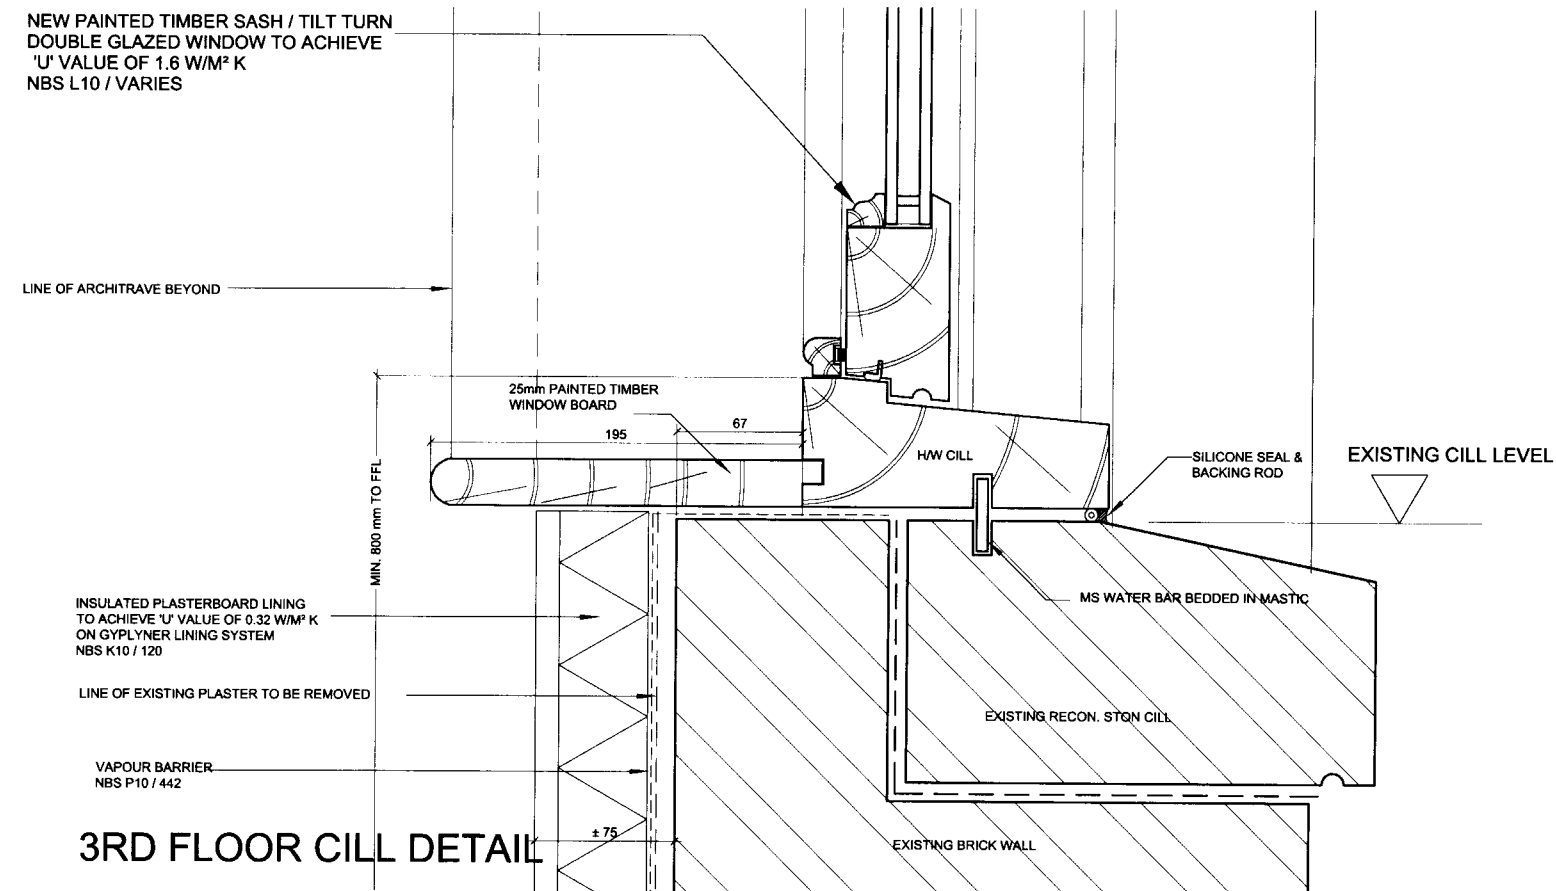 NEW PAINTED TIMBER SASH / TILT TURN
DOUBLE GLAZED WINDOW TO ACHIEVE
'U' VALUE OF 1.6 W/M² K
NBS L10 / VARIES
LINE OF ARCHITRAVE BEYOND
25mm PAINTED TIMBER
WINDOW BOARD
67
195
H/W CILL
SILICONE SEAL &
BACKING ROD
EXISTING CILL LEVEL
MIN. 800 mm TO FFL
INSULATED PLASTERBOARD LINING
TO ACHIEVE 'U' VALUE OF 0.32 W/M² K
ON GYPLYNER LINING SYSTEM
NBS K10 / 120
MS WATER BAR BEDDED IN MASTIC
LINE OF EXISTING PLASTER TO BE REMOVED
EXISTING RECON. STON CILL
VAPOUR BARRIER
NBS P10 / 442
± 75
3RD FLOOR CILL DETAIL
EXISTING BRICK WALL